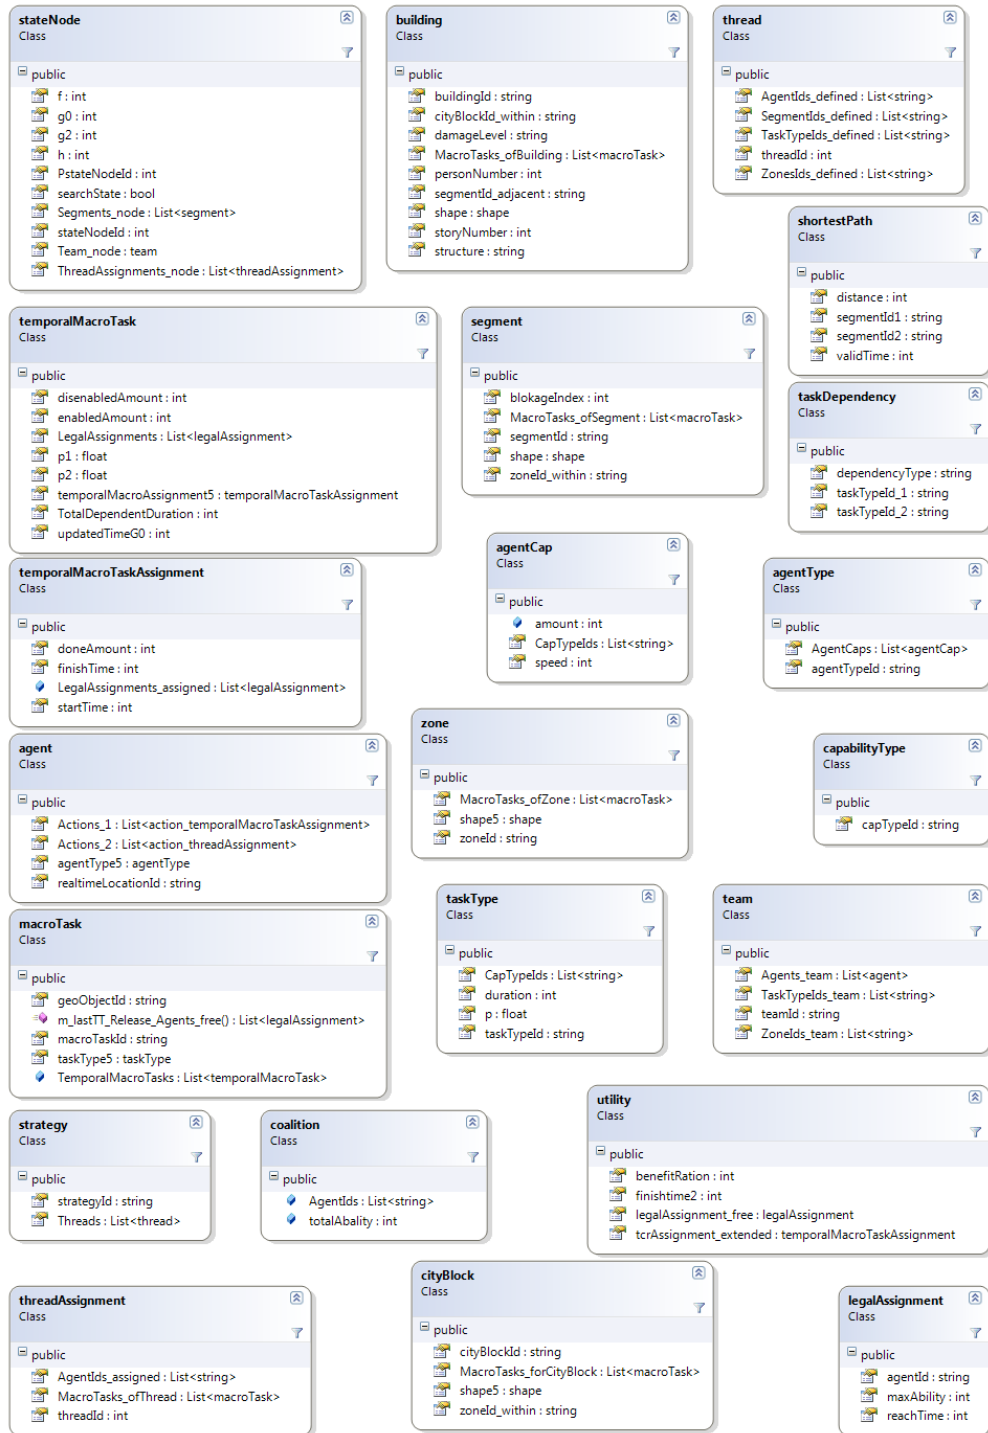 stateNode
Class
public
f : int
g0 : int
g2 : int
h : int
PstateNodeId : int
searchState : bool
Segments_node : List<segment>
stateNodeId : int
Team_node : team
ThreadAssignments_node : List<threadAssignment>
building
Class
public
buildingId : string
cityBlockId_within : string
damageLevel : string
MacroTasks_ofBuilding : List<macroTask>
personNumber : int
segmentId_adjacent : string
shape : shape
storyNumber : int
structure : string
thread
Class
public
AgentIds_defined : List<string>
SegmentIds_defined : List<string>
TaskTypeIds_defined : List<string>
threadId : int
ZonesIds_defined : List<string>
shortestPath
Class
public
distance : int
segmentId1 : string
segmentId2 : string
validTime : int
temporalMacroTask
Class
public
disenabledAmount : int
enabledAmount : int
LegalAssignments : List<legalAssignment>
p1 : float
p2 : float
temporalMacroAssignment5 : temporalMacroTaskAssignment
TotalDependentDuration : int
updatedTimeG0 : int
segment
Class
public
blokageIndex : int
MacroTasks_ofSegment : List<macroTask>
segmentId : string
shape : shape
zoneId_within : string
taskDependency
Class
public
dependencyType : string
taskTypeId_1 : string
taskTypeId_2 : string
temporalMacroTaskAssignment
Class
public
doneAmount : int
finishTime : int
LegalAssignments_assigned : List<legalAssignment>
startTime : int
agentCap
Class
public
amount : int
CapTypeIds : List<string>
speed : int
agentType
Class
public
AgentCaps : List<agentCap>
agentTypeId : string
agent
Class
public
Actions_1 : List<action_temporalMacroTaskAssignment>
Actions_2 : List<action_threadAssignment>
agentType5 : agentType
realtimeLocationId : string
zone
Class
public
MacroTasks_ofZone : List<macroTask>
shape5 : shape
zoneId : string
capabilityType
Class
public
capTypeId : string
macroTask
Class
public
geoObjectId : string
m_lastTT_Release_Agents_free() : List<legalAssignment>
macroTaskId : string
taskType5 : taskType
TemporalMacroTasks : List<temporalMacroTask>
taskType
Class
public
CapTypeIds : List<string>
duration : int
p : float
taskTypeId : string
team
Class
public
Agents_team : List<agent>
TaskTypeIds_team : List<string>
teamId : string
ZoneIds_team : List<string>
strategy
Class
public
strategyId : string
Threads : List<thread>
coalition
Class
public
AgentIds : List<string>
totalAbality : int
utility
Class
public
benefitRation : int
finishtime2 : int
legalAssignment_free : legalAssignment
tcrAssignment_extended : temporalMacroTaskAssignment
threadAssignment
Class
public
AgentIds_assigned : List<string>
MacroTasks_ofThread : List<macroTask>
threadId : int
cityBlock
Class
public
cityBlockId : string
MacroTasks_forCityBlock : List<macroTask>
shape5 : shape
zoneId_within : string
legalAssignment
Class
public
agentId : string
maxAbility : int
reachTime : int